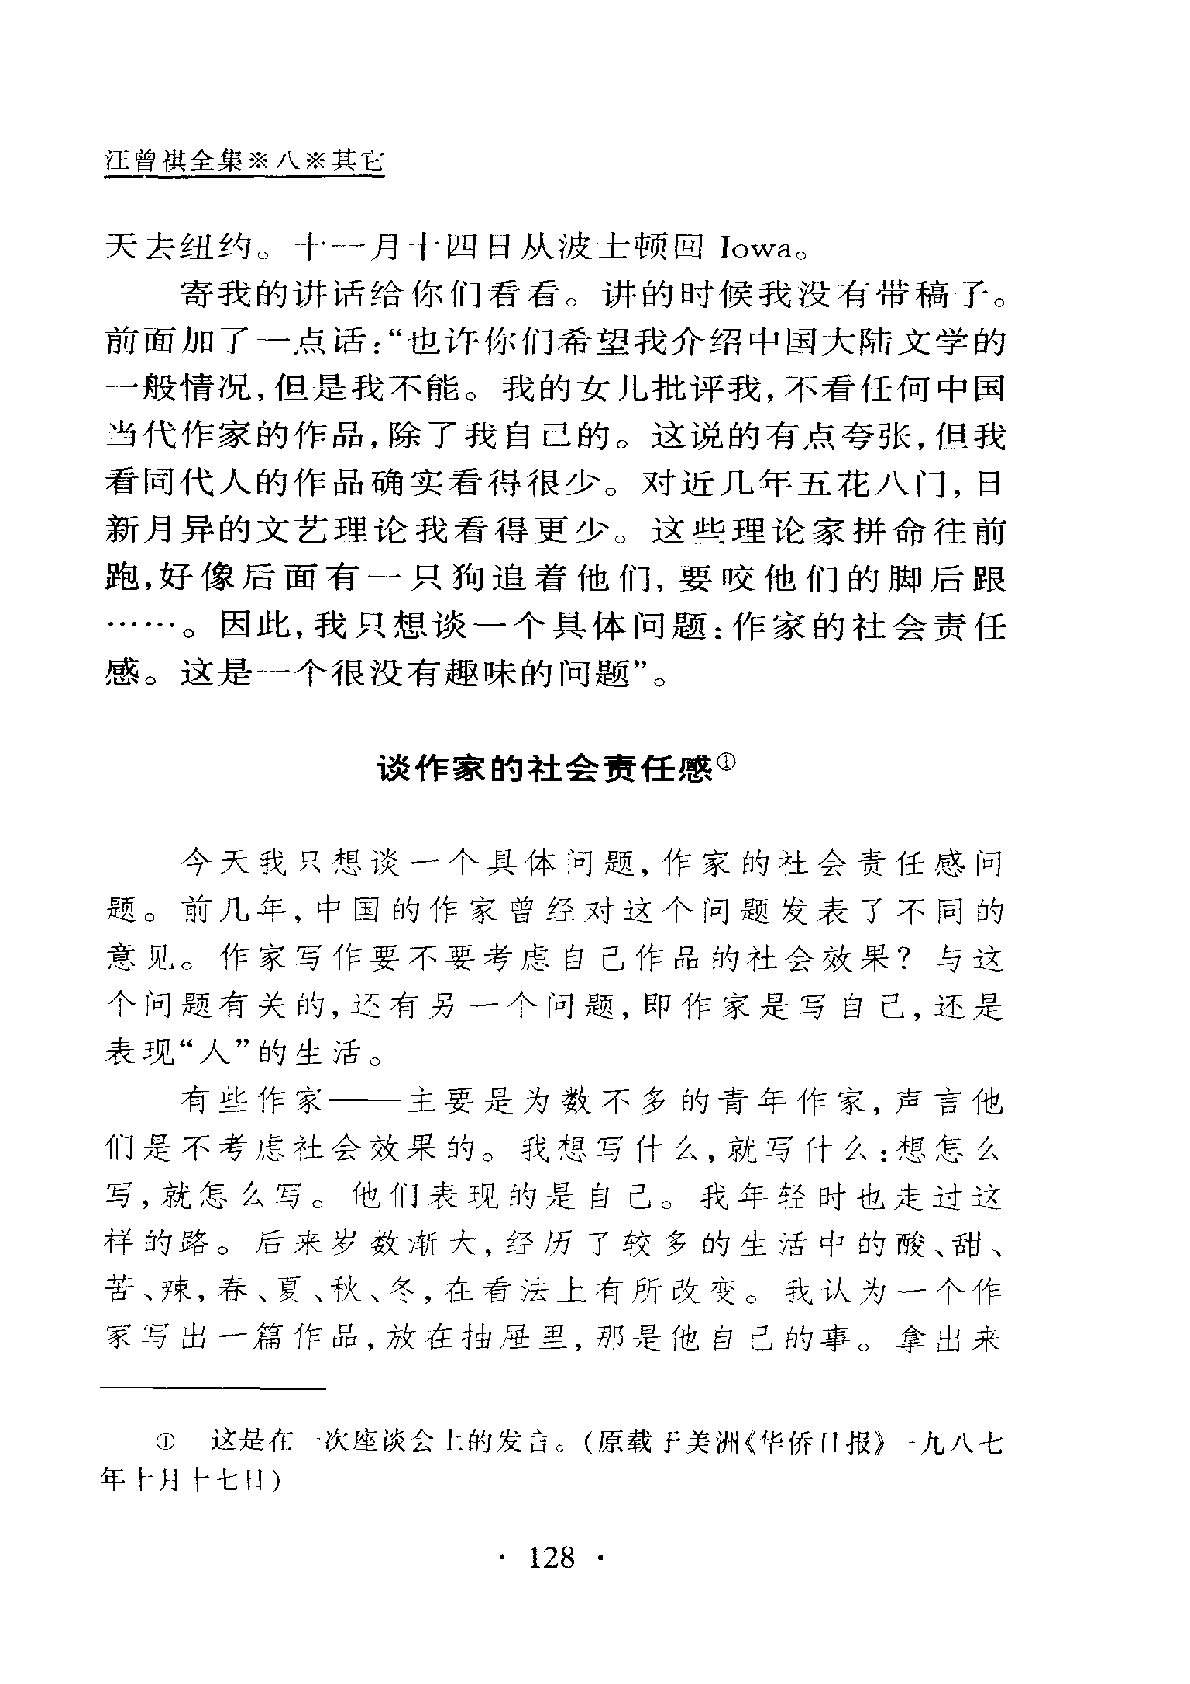 汪曾祺全集※八※其它
天去纽约。十一月十四日从波士顿回 Iowa。
寄我的讲话给你们看看。讲的时候我没有带稿子。
前面加了一点话:“也许你们希望我介绍中国大陆文学的
一般情况,但是我不能。我的女儿批评我,不看任何中国
当代作家的作品,除了我自己的。这说的有点夸张,但我
看同代人的作品确实看得很少。对近几年五花八门,日
新月异的文艺理论我看得更少。这些理论家拼命往前
跑,好像后面有一只狗追着他们,要咬他们的脚后跟
……。因此,我只想谈一个具体问题:作家的社会责任
感。这是一个很没有趣味的问题”。
谈作家的社会责任感①
今天我只想谈一个具体问题,作家的社会责任感问
题。前几年,中国的作家曾经对这个问题发表了不同的
意见。作家写作要不要考虑自己作品的社会效果?与这
个问题有关的,还有另一个问题,即作家是写自己,还是
表现“人”的生活。
有些作家——主要是为数不多的青年作家,声言他
们是不考虑社会效果的。我想写什么,就写什么;想怎么
写,就怎么写。他们表现的是自己。我年轻时也走过这
样的路。后来岁数渐大,经历了较多的生活中的酸、甜、
苦、辣,春、夏、秋、冬,在看法上有所改变。我认为一个作
家写出一篇作品,放在抽屉里,那是他自己的事。拿出来
① 这是在一次座谈会上的发言。(原载于美洲《华侨日报》一九八七
年十月十七日)
· 128 ·